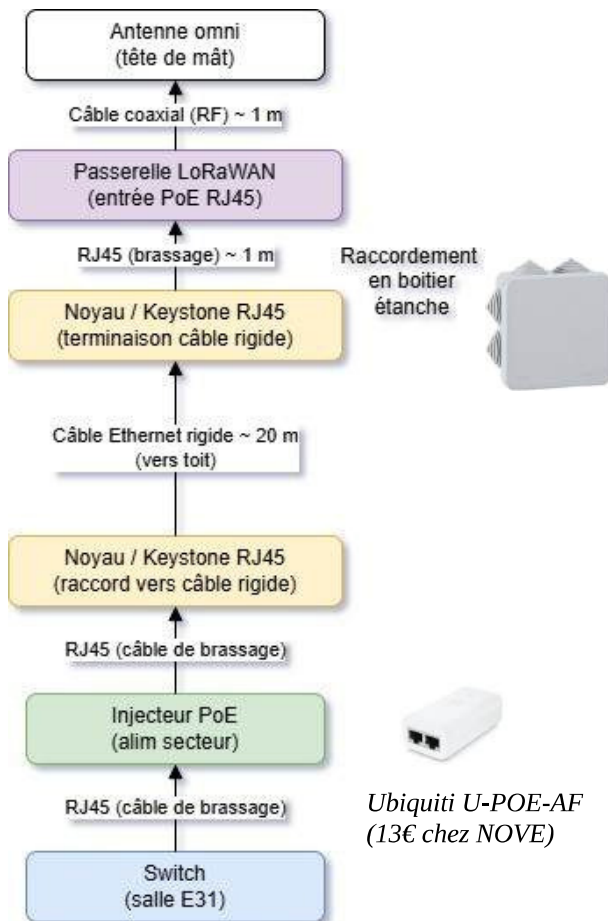 Antenne omni
(tête de mât)
Câble coaxial (RF) ~ 1 m
Passerelle LoRaWAN
(entrée PoE RJ45)
RJ45 (brassage) ~ 1 m
Raccordement
en boitier
étanche
Noyau / Keystone RJ45
(terminaison câble rigide)
Câble Ethernet rigide ~ 20 m
(vers toit)
Noyau / Keystone RJ45
(raccord vers câble rigide)
RJ45 (câble de brassage)
Injecteur PoE
(alim secteur)
RJ45 (câble de brassage)
Ubiquiti U-POE-AF
(13€ chez NOVE)
Switch
(salle E31)